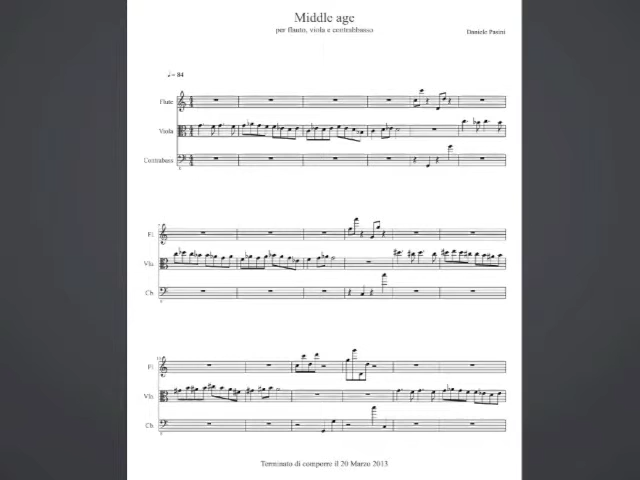 Middle age
per flauto, viola e contrabbasso
Daniele Pasini
♩ = 84
Flute
Viola
Contrabass
Fl.
Vla.
Cb.
Fl.
Vla.
Cb.
Terminato di comporre il 20 Marzo 2013